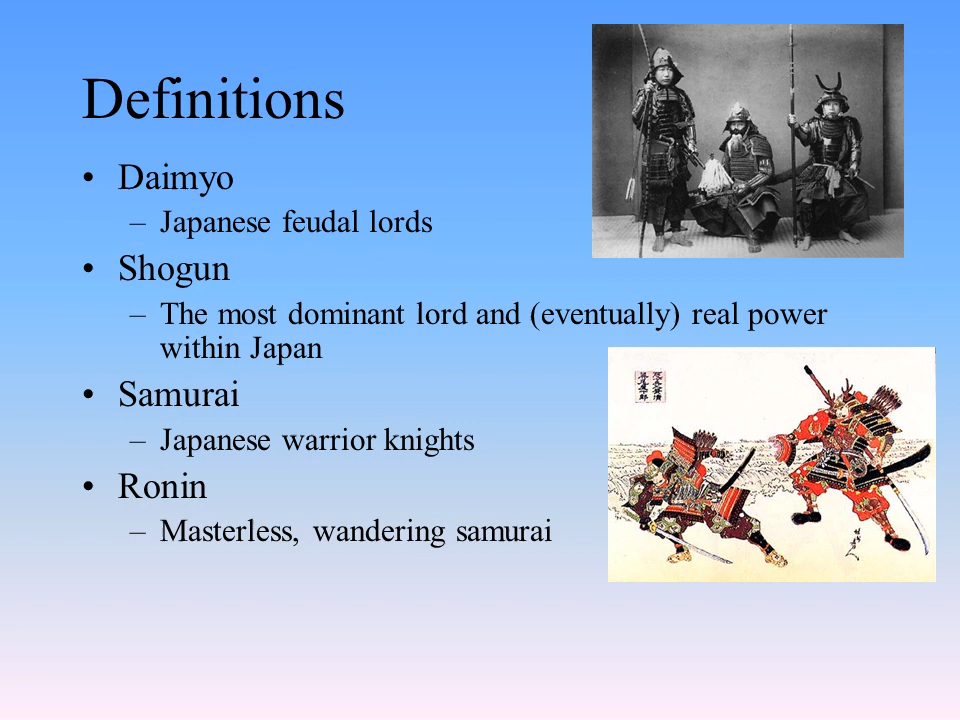 Definitions
• Daimyo
– Japanese feudal lords
• Shogun
– The most dominant lord and (eventually) real power
within Japan
• Samurai
– Japanese warrior knights
• Ronin
– Masterless, wandering samurai